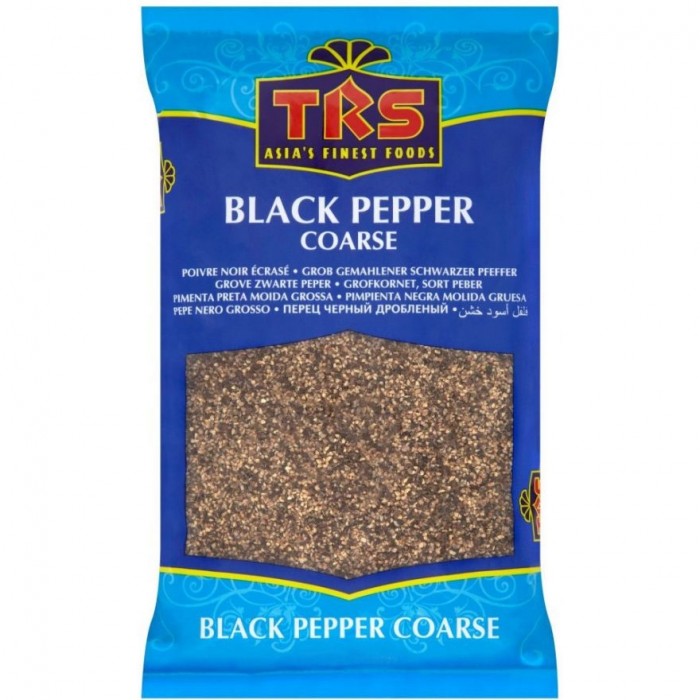 TRS
ASIA'S FINEST FOODS
BLACK PEPPER
COARSE
POIVRE NOIR ÉCRASÉ • GROB GEMAHLENER SCHWARZER PFEFFER
GROVE ZWARTE PEPER • GROFKORNET, SORT PEBER
PIMENTA PRETA MOIDA GROSSA • PIMPIENTA NEGRA MOLIDA GRUESA
PEPE NERO GROSSO • ПЕРЕЦ ЧЕРНЫЙ ДРОБЛЕНЫЙ • فلفل أسود خشن
BLACK PEPPER COARSE